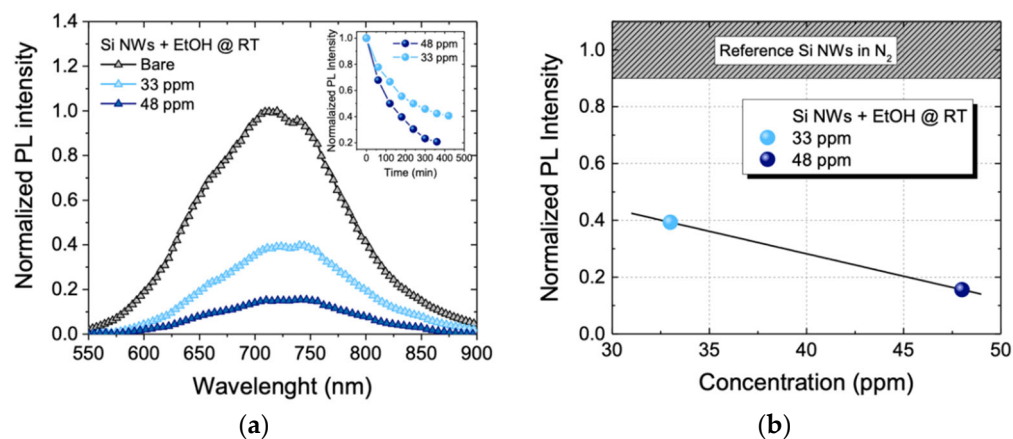 Normalized PL intensity
1.4
1.2
1.0
0.8
0.6
0.4
0.2
0.0
Si NWs + EtOH @ RT
Bare
33 ppm
48 ppm
Normalaized PL Intensity
1.0
0.8
0.6
0.4
0.2
48 ppm
33 ppm
0 100 200 300 400 500
Time (min)
550 600 650 700 750 800 850 900
Wavelenght (nm)
(a)
Normalized PL Intensity
1.0
0.8
0.6
0.4
0.2
0.0
Reference Si NWs in N₂
Si NWs + EtOH @ RT
33 ppm
48 ppm
30 35 40 45 50
Concentration (ppm)
(b)